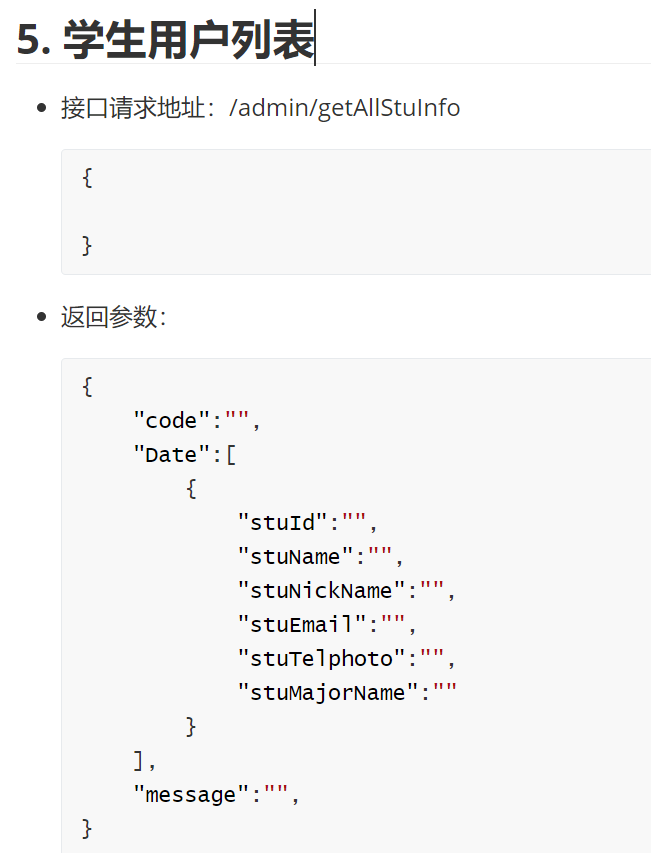 5. 学生用户列表
接口请求地址：/admin/getAllStuInfo
{
}
返回参数：
{
"code":"",
"Date":[
{
"stuId":"",
"stuName":"",
"stuNickName":"",
"stuEmail":"",
"stuTelphoto":"",
"stuMajorName":""
}
],
"message":"",
}